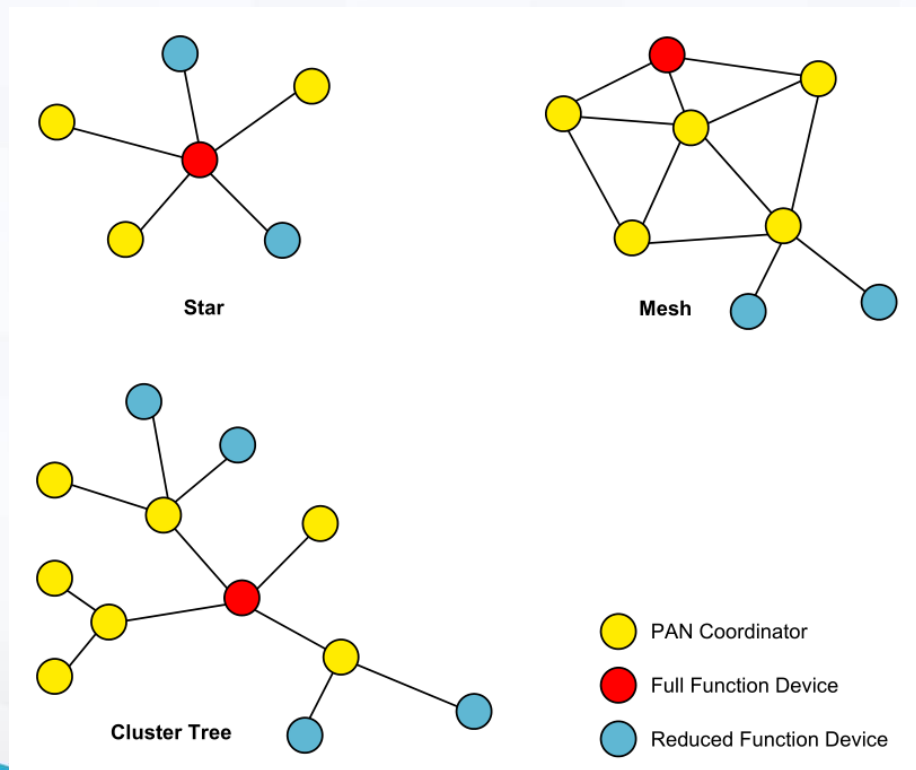 Star
Mesh
Cluster Tree
PAN Coordinator
Full Function Device
Reduced Function Device